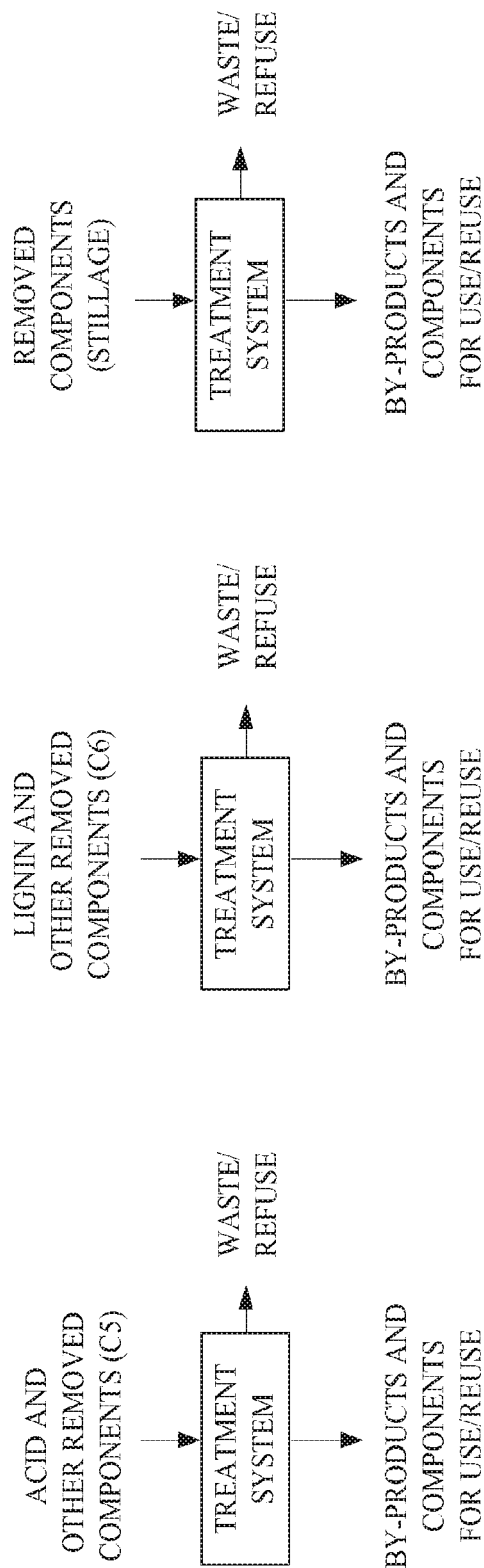 ACID AND
OTHER REMOVED
COMPONENTS (C5)
TREATMENT
SYSTEM
WASTE/
REFUSE
BY-PRODUCTS AND
COMPONENTS
FOR USE/REUSE
LIGNIN AND
OTHER REMOVED
COMPONENTS (C6)
TREATMENT
SYSTEM
WASTE/
REFUSE
BY-PRODUCTS AND
COMPONENTS
FOR USE/REUSE
REMOVED
COMPONENTS
(STILLAGE)
TREATMENT
SYSTEM
WASTE/
REFUSE
BY-PRODUCTS AND
COMPONENTS
FOR USE/REUSE